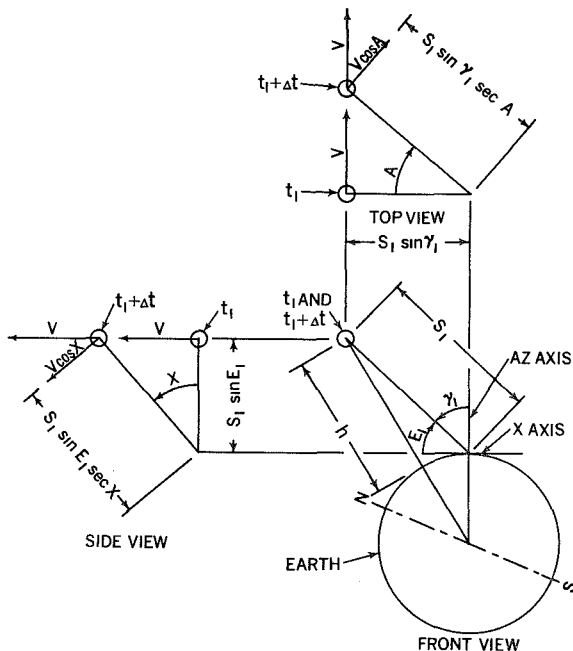 V
V COS A
S₁ sin γ₁ sec A
t₁+Δt
V
A
t₁
TOP VIEW
S₁ sin γ₁
t₁+Δt
t₁
t₁ AND
t₁+Δt
V
V
V COS X
X
S₁ sin E₁
S₁ sin E₁ sec X
S₁
h
γ₁
E₁
AZ AXIS
X AXIS
N
SIDE VIEW
EARTH
S
FRONT VIEW